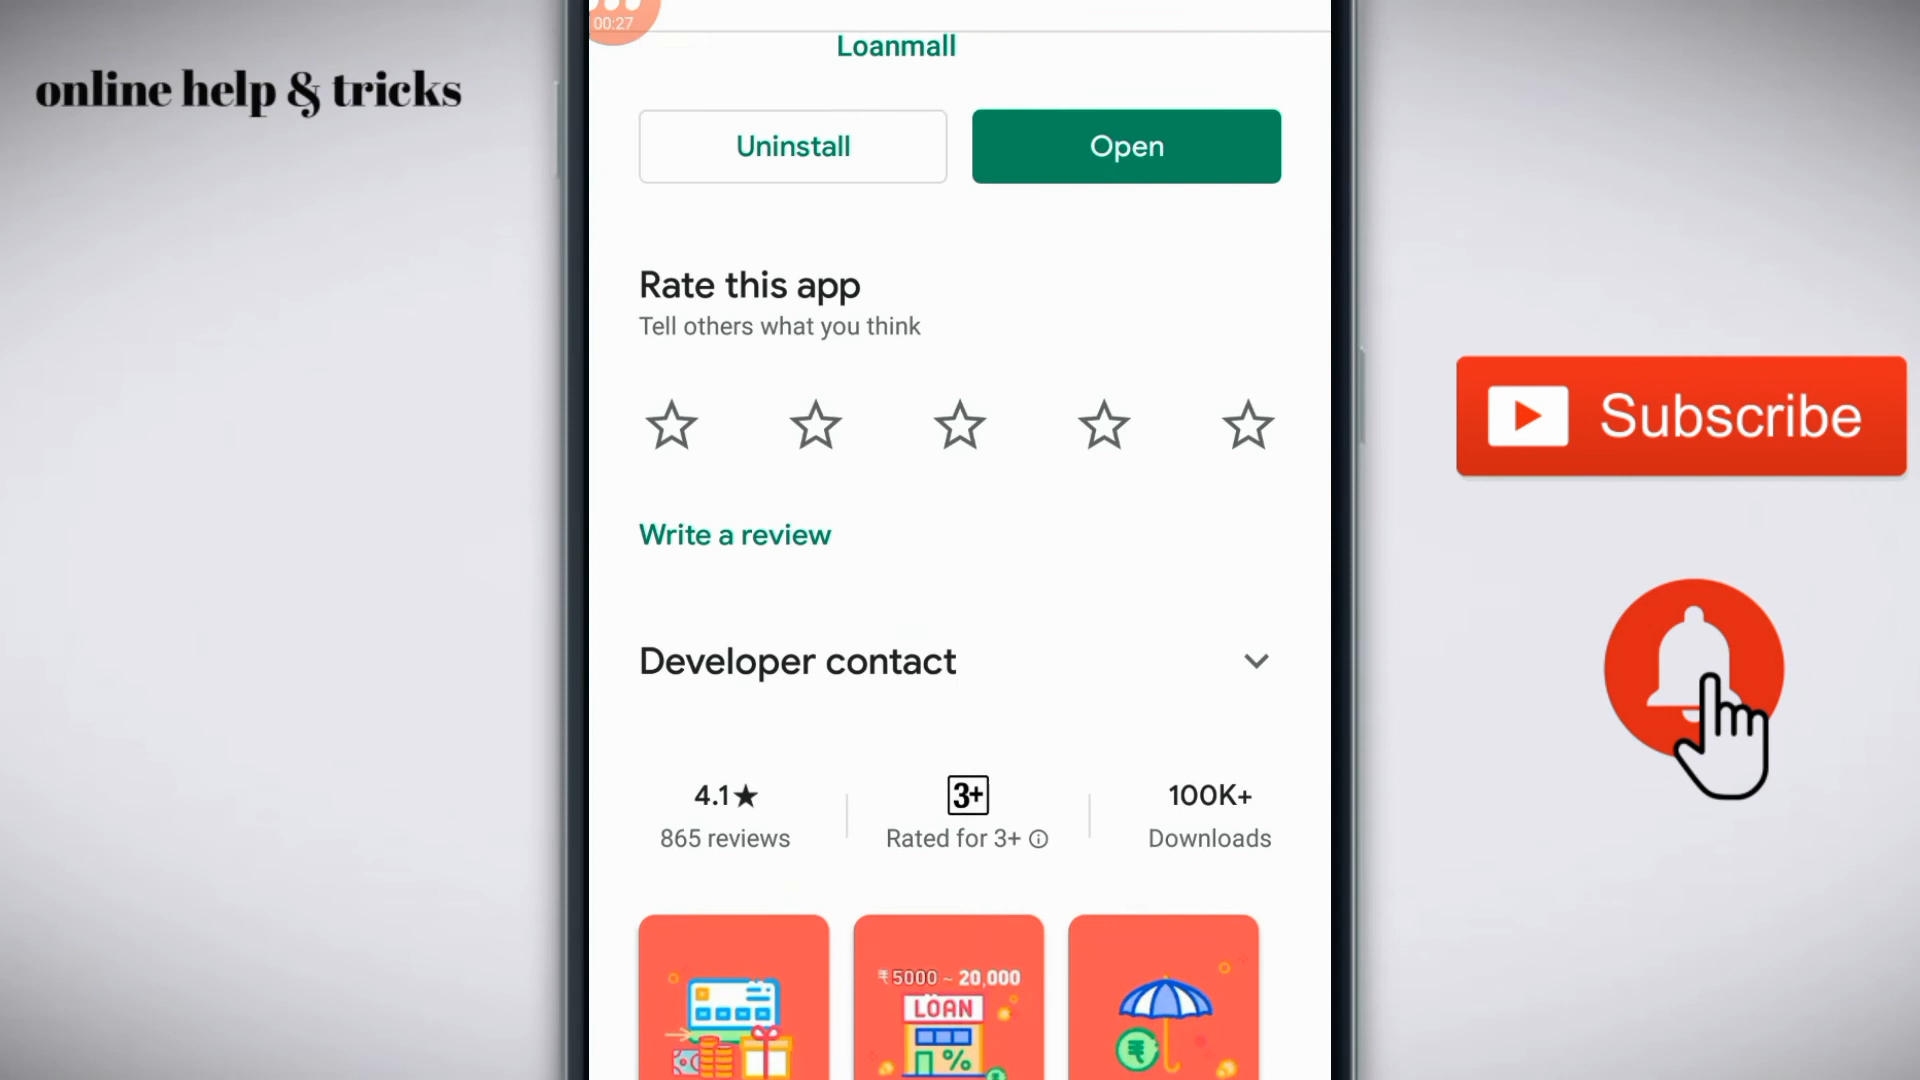 00:27
Loanmall
online help & tricks
Uninstall
Open
Rate this app
Tell others what you think
Subscribe
Write a review
Developer contact
4.1★
3+
100K+
865 reviews
Rated for 3+
Downloads
₹5000 ~ 20,000
LOAN
%
₹